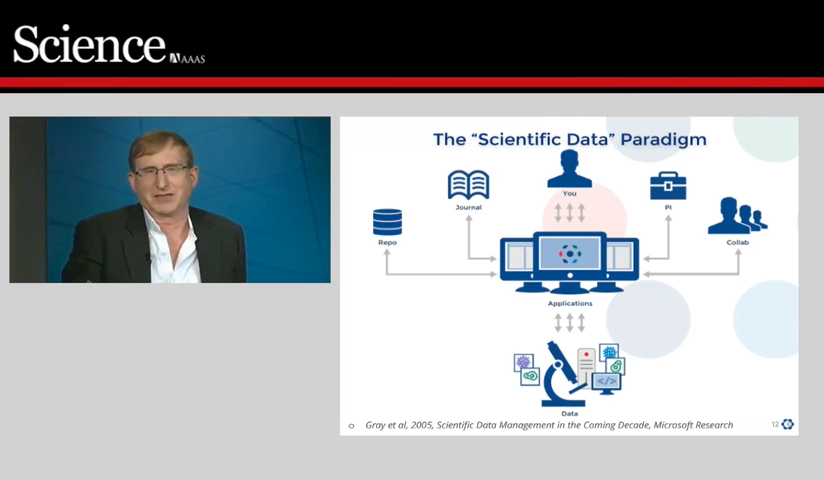 Science
AAAS
The "Scientific Data" Paradigm
You
Journal
PI
Repo
Collab
Applications
</>
Data
Gray et al, 2005, Scientific Data Management in the Coming Decade, Microsoft Research
12